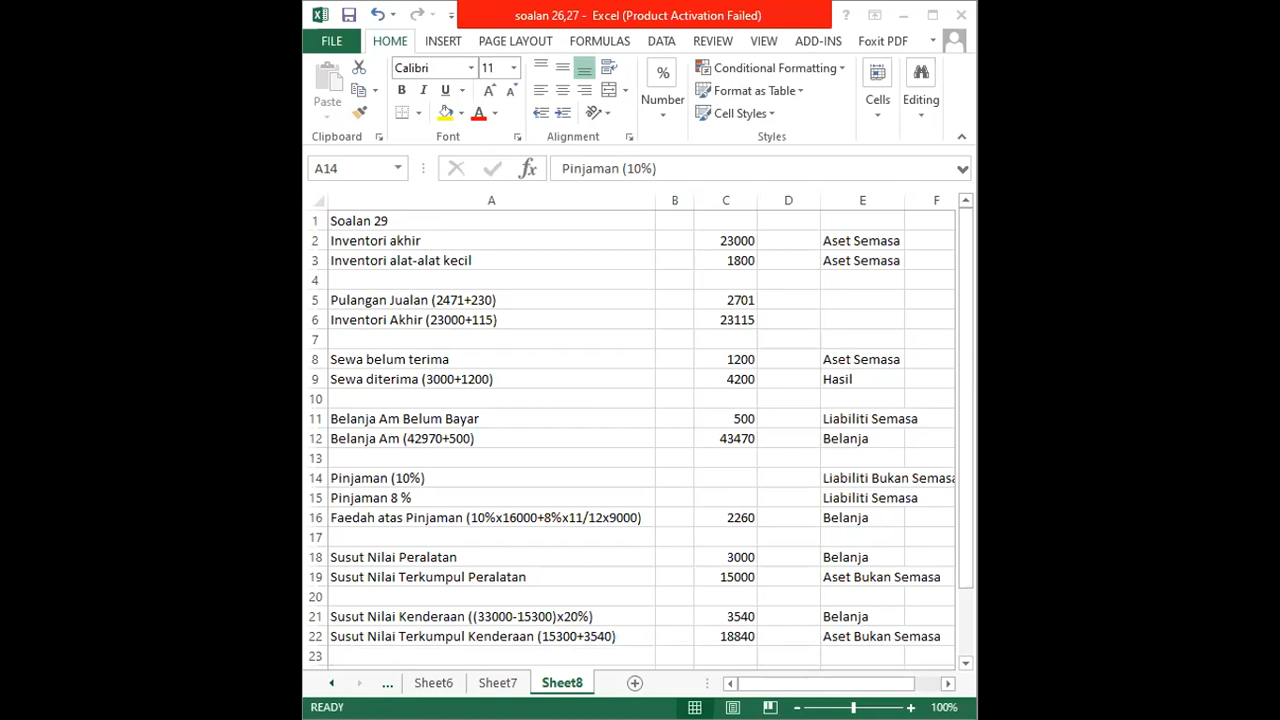 soalan 26,27 - Excel (Product Activation Failed)
FILE HOME INSERT PAGE LAYOUT FORMULAS DATA REVIEW VIEW ADD-INS Foxit PDF
Paste
Calibri 11
B I U A A
A
% Number
Conditional Formatting
Format as Table
Cell Styles
Cells
Editing
Clipboard Font Alignment Styles
A14 fx Pinjaman (10%)
A B C D E F
1 Soalan 29
2 Inventori akhir 23000 Aset Semasa
3 Inventori alat-alat kecil 1800 Aset Semasa
4
5 Pulangan Jualan (2471+230) 2701
6 Inventori Akhir (23000+115) 23115
7
8 Sewa belum terima 1200 Aset Semasa
9 Sewa diterima (3000+1200) 4200 Hasil
10
11 Belanja Am Belum Bayar 500 Liabiliti Semasa
12 Belanja Am (42970+500) 43470 Belanja
13
14 Pinjaman (10%) Liabiliti Bukan Semasa
15 Pinjaman 8 % Liabiliti Semasa
16 Faedah atas Pinjaman (10%x16000+8%x11/12x9000) 2260 Belanja
17
18 Susut Nilai Peralatan 3000 Belanja
19 Susut Nilai Terkumpul Peralatan 15000 Aset Bukan Semasa
20
21 Susut Nilai Kenderaan ((33000-15300)x20%) 3540 Belanja
22 Susut Nilai Terkumpul Kenderaan (15300+3540) 18840 Aset Bukan Semasa
23
... Sheet6 Sheet7 Sheet8
READY 100%